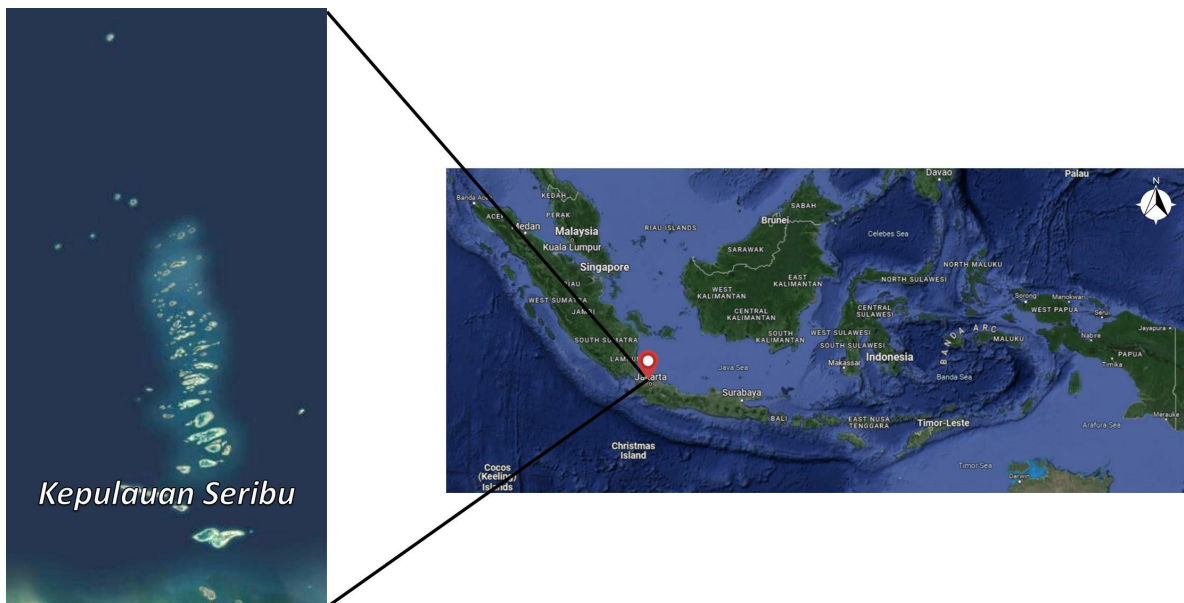 Kepulauan Seribu
Davao
Palau
N
Banda Ace
KEDAH
SABAH
ACEH
PERAK
Brunei
Medan
Malaysia
RIAU ISLANDS
Celebes Sea
Kuala Lumpur
SARAWAK
Singapore
NORTH MALUKU
EAST
KALIMANTAN
NORTH SULAWESI
RIAU
WEST
KALIMANTAN
WEST SUMATRA
Sorong
Manokwari
CENTRAL
KALIMANTAN
CENTRAL
SULAWESI
WEST PAPUA
Serui
JAMBI
BANDA ARC
Jayapura
SOUTH
KALIMANTAN
WEST SULAWESI
MALUKU
Nabire
SOUTH SUMATRA
SOUTH SULAWESI
Indonesia
PAPUA
LAMPUN
Makassar
Timika
Java Sea
Jakarta
Banda Sea
Surabaya
Merauke
BALI
EAST NUSA
TENGGARA
Timor-Leste
Arafura Sea
Christmas
Island
Timor Sea
Cocos
(Keeling)
Islands
Darwin